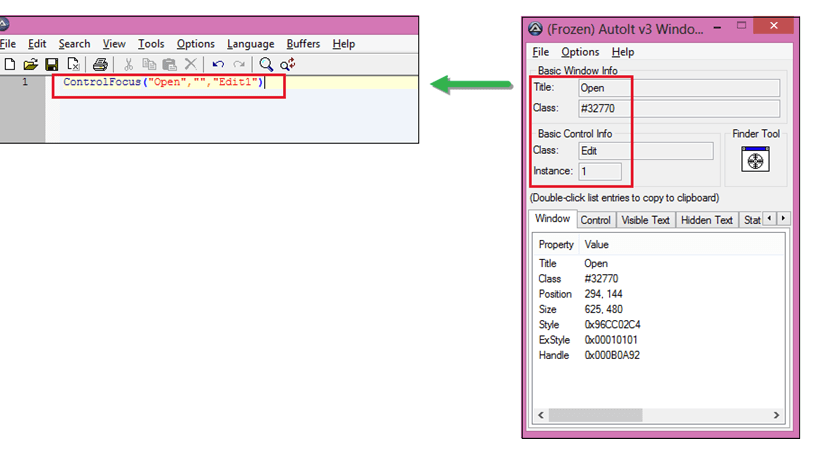 File Edit Search View Tools Options Language Buffers Help
1 ControlFocus("Open","","Edit1")
(Frozen) AutoIt v3 Windo...
File Options Help
Basic Window Info
Title: Open
Class: #32770
Basic Control Info
Class: Edit
Instance: 1
Finder Tool
(Double-click list entries to copy to clipboard)
Window Control Visible Text Hidden Text Stat
Property Value
Title Open
Class #32770
Position 294, 144
Size 625, 480
Style 0x96CC02C4
ExStyle 0x00010101
Handle 0x000B0A92